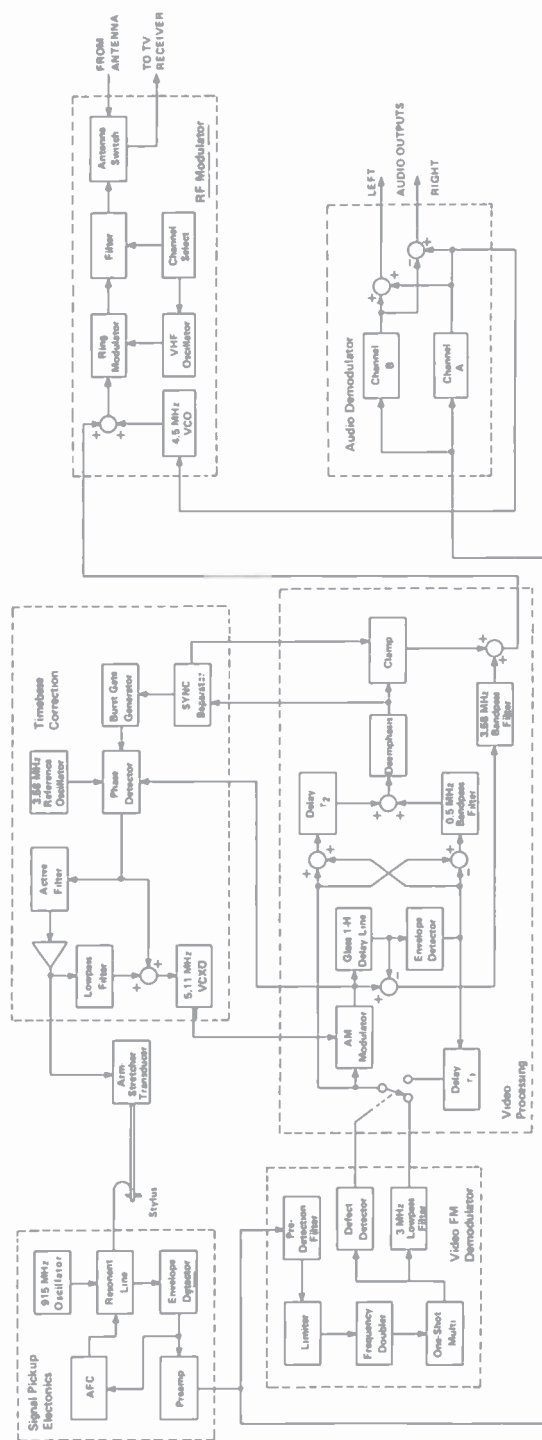 Signal Pickup
Electonics
915 MHz
Oscillator
AFC
Resonant
Line
Preamp
Envelope
Detector
Stylus
Arm
Stretcher
Transducer
Pre-
Detection
Filter
Limiter
Frequency
Doubler
One-Shot
Multi
Defect
Detector
3 MHz
Lowpass
Filter
Video FM
Demodulator
Timebase
Correction
Active
Filter
3.58 MHz
Reference
Oscillator
Burst Gate
Generator
Lowpass
Filter
Phase
Detector
SYNC
Separator
+
+
5.11 MHz
VCXO
AM
Modulator
Glass 1-H
Delay Line
-
+
Envelope
Detector
Delay
τ1
+
+
Delay
τ2
+
+
+
-
0.5 MHz
Bandpass
Filter
Deemphasis
Clamp
3.58 MHz
Bandpass
Filter
+
+
Video
Processing
+
+
Ring
Modulator
Filter
Antenna
Switch
4.5 MHz
VCO
VHF
Oscillator
Channel
Select
RF Modulator
FROM
ANTENNA
TO TV
RECEIVER
Audio Demodulator
Channel
B
Channel
A
+
+
-
+
LEFT
AUDIO OUTPUTS
RIGHT